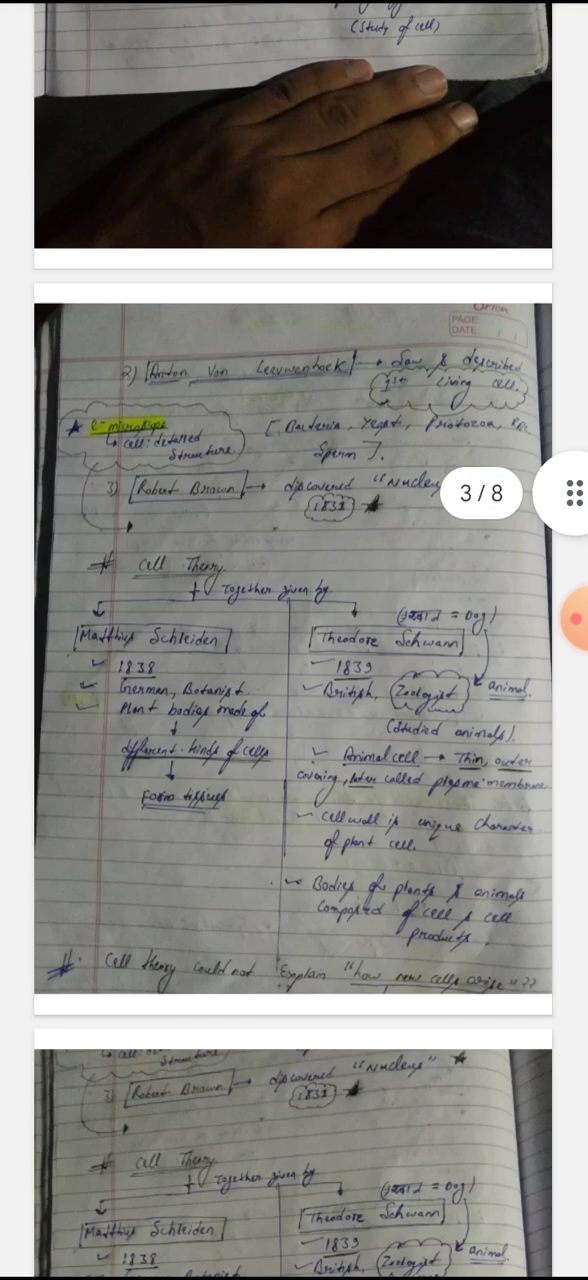 (Study of cell)
PAGE
DATE
2) Anton Von Leeuwenhoek → Saw & described
1st Living cell.
★ e⁻ microscope
↳ cell: detailed
structure.
[Bacteria, Yeast, Protozoa, RBC
Sperm].
3) Robert Brown → discovered "Nucleus
1831 ★
3 / 8
# Cell Theory
Together given by
= Dog)
Matthias Schleiden
Theodore Schwann
✓ 1838
✓ 1839
✓ German, Botanist.
✓ British, Zoologist
animal.
✓ Plant bodies made of
(Studied animals).
different kinds of cells
✓ Animal cell → Thin, outer
covering, later called plasma membrane
Form tissues
✓ cell wall is unique character
of plant cell.
✓ Bodies of plants & animals
composed of cell & cell
products.
#. Cell theory could not Explain "how new cells arise"??
↳ cell:
structure.
3) Robert Brown → discovered "Nucleus" ★
1831 ★
# Cell Theory
Together given by
= Dog)
Matthias Schleiden
Theodore Schwann
✓ 1838
✓ 1839
✓ British, Zoologist
animal.